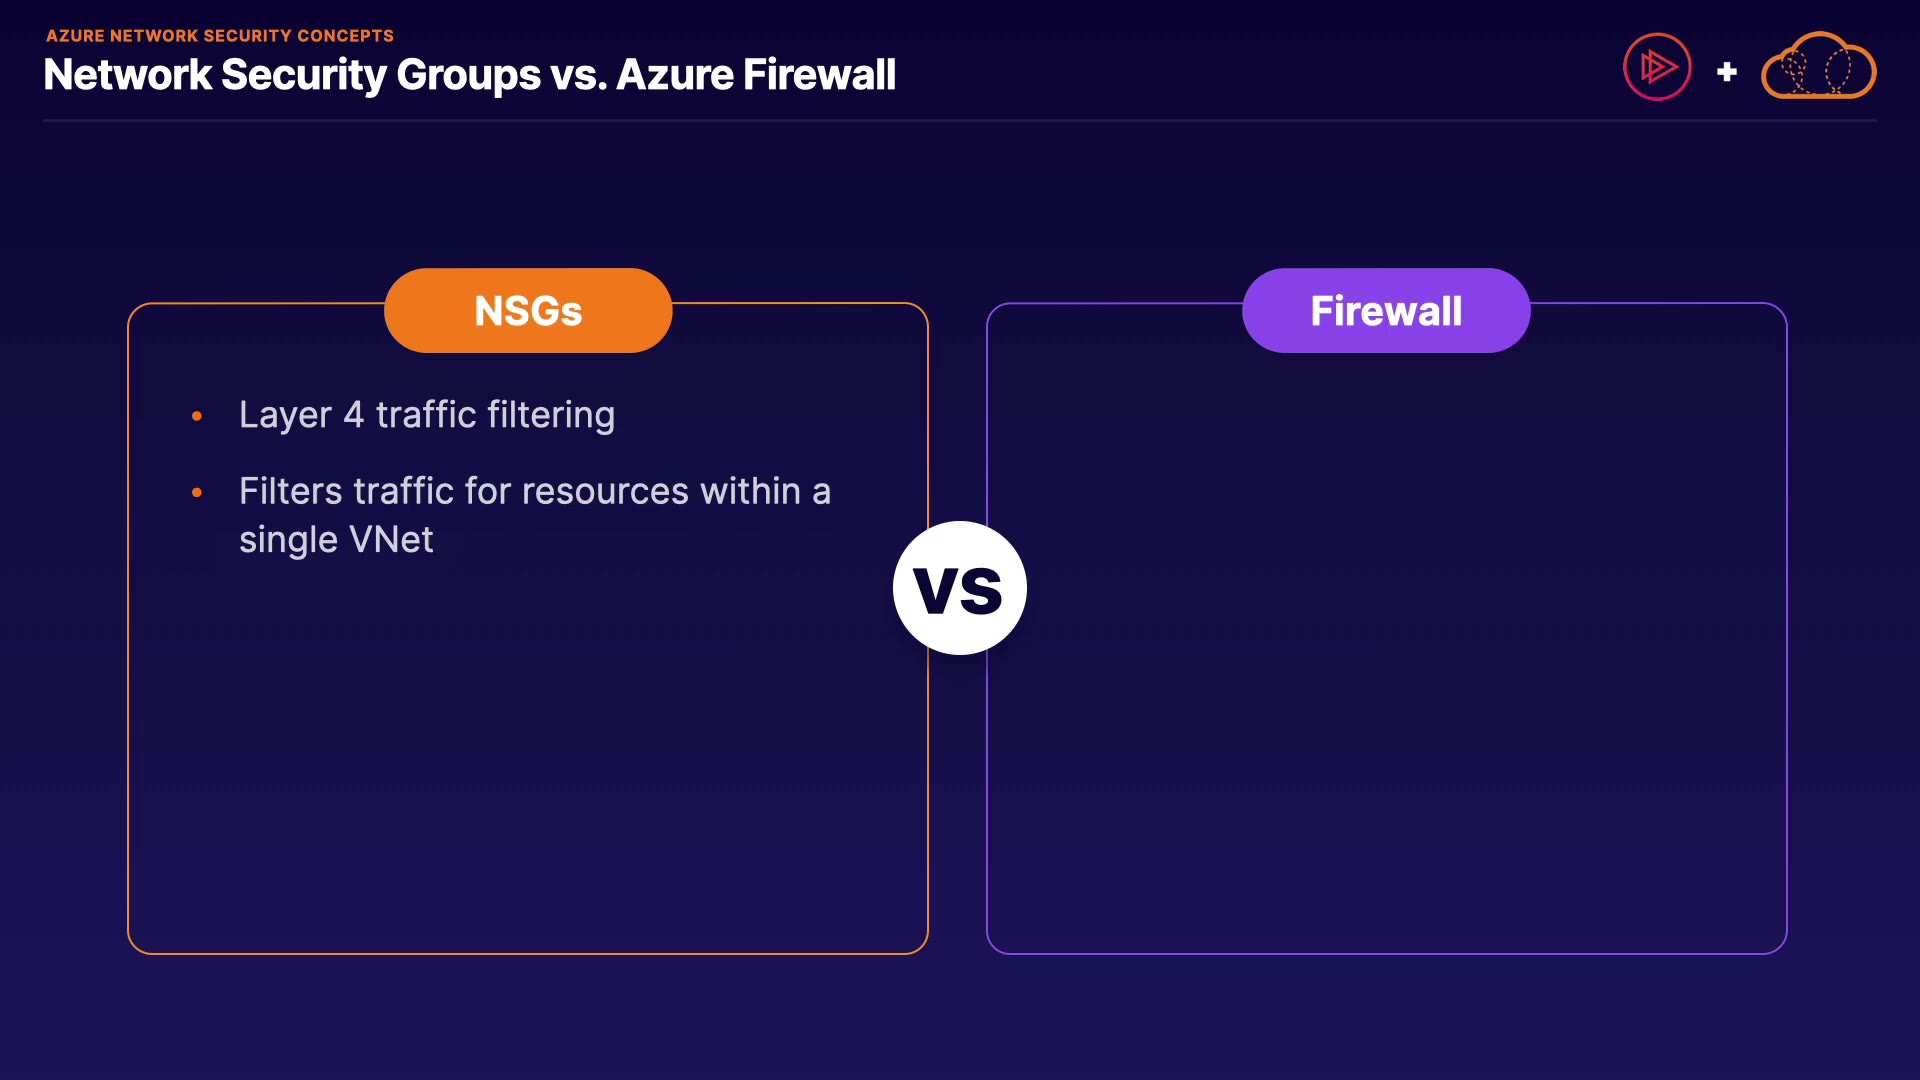 AZURE NETWORK SECURITY CONCEPTS
Network Security Groups vs. Azure Firewall
+
NSGs
• Layer 4 traffic filtering
• Filters traffic for resources within a
single VNet
VS
Firewall